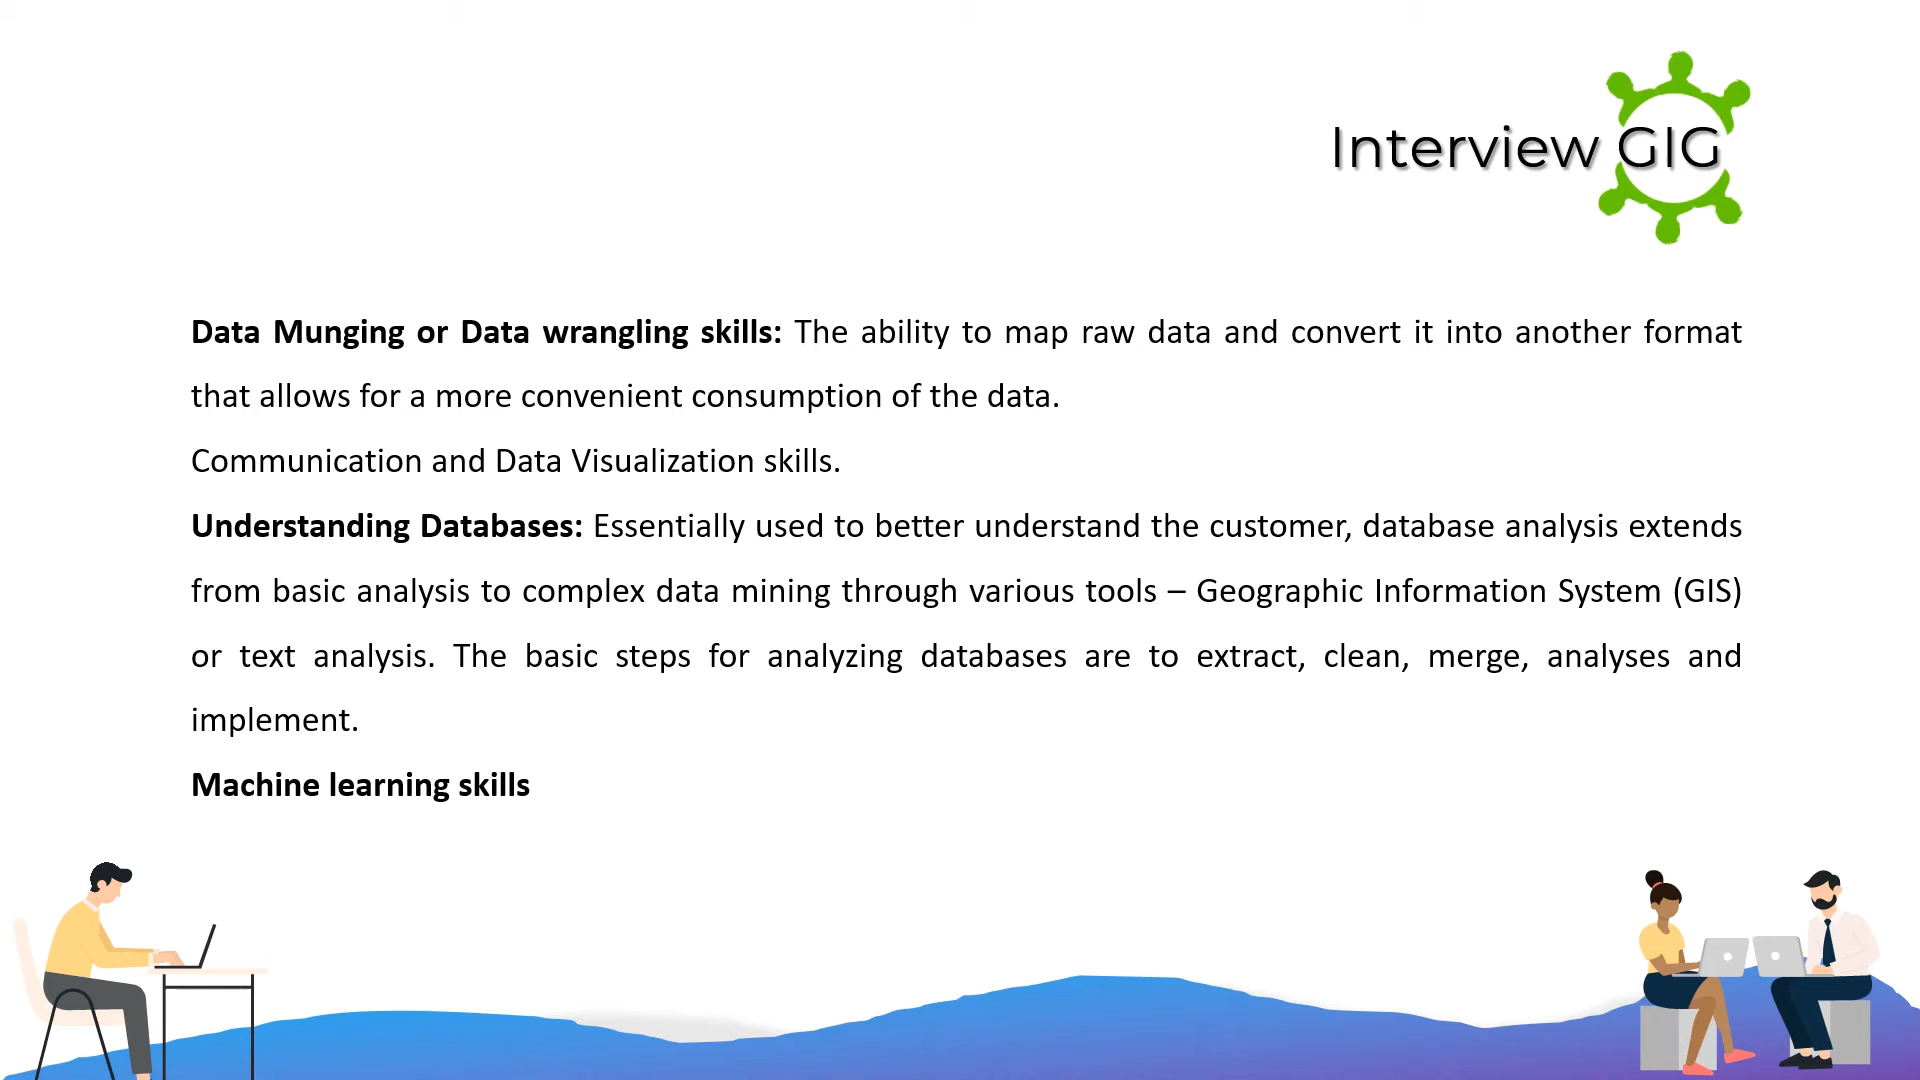 Interview GIG
Data Munging or Data wrangling skills: The ability to map raw data and convert it into another format
that allows for a more convenient consumption of the data.
Communication and Data Visualization skills.
Understanding Databases: Essentially used to better understand the customer, database analysis extends
from basic analysis to complex data mining through various tools – Geographic Information System (GIS)
or text analysis. The basic steps for analyzing databases are to extract, clean, merge, analyses and
implement.
Machine learning skills